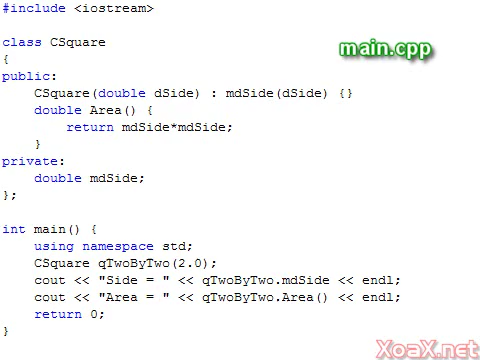 #include <iostream>
main.cpp
class CSquare
{
public:
    CSquare(double dSide) : mdSide(dSide) {}
    double Area() {
        return mdSide*mdSide;
    }
private:
    double mdSide;
};
int main() {
    using namespace std;
    CSquare qTwoByTwo(2.0);
    cout << "Side = " << qTwoByTwo.mdSide << endl;
    cout << "Area = " << qTwoByTwo.Area() << endl;
    return 0;
}
XoaX.net